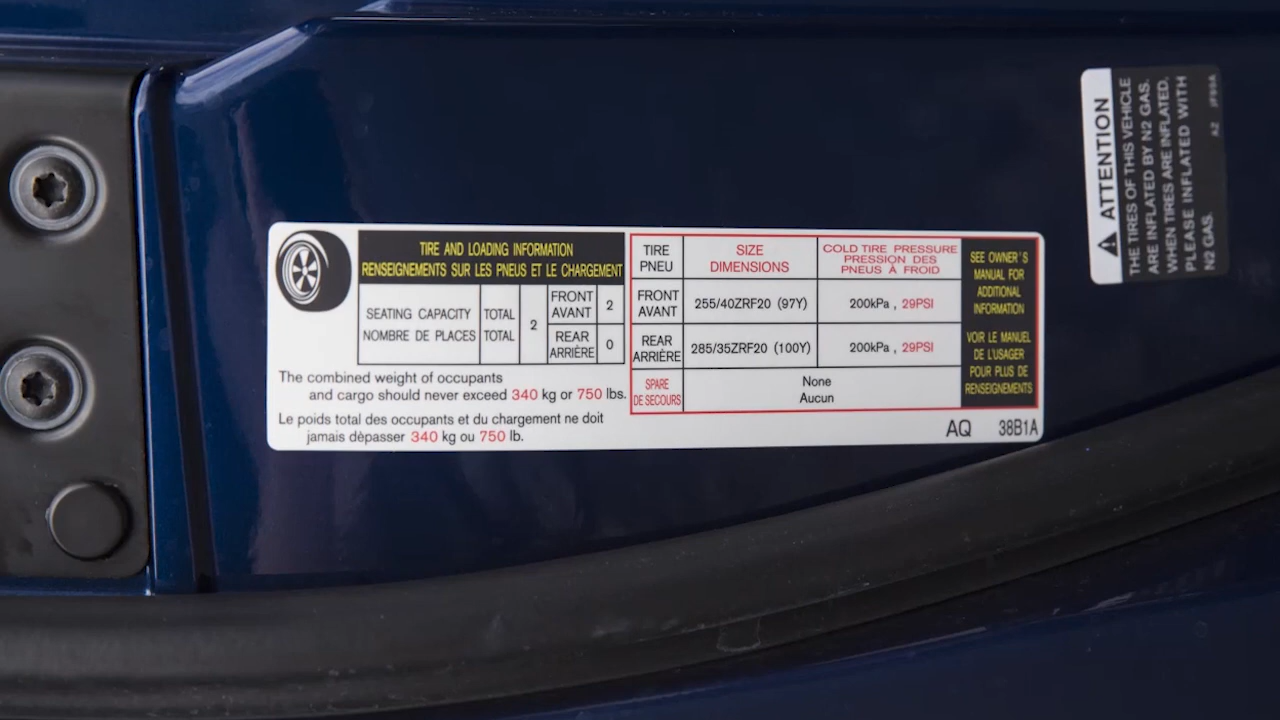 TIRE AND LOADING INFORMATION
RENSEIGNEMENTS SUR LES PNEUS ET LE CHARGEMENT
SEATING CAPACITY
NOMBRE DE PLACES
TOTAL
TOTAL
2
FRONT
AVANT
2
REAR
ARRIÈRE
0
The combined weight of occupants
and cargo should never exceed 340 kg or 750 lbs.
Le poids total des occupants et du chargement ne doit
jamais dèpasser 340 kg ou 750 lb.
TIRE
PNEU
SIZE
DIMENSIONS
COLD TIRE PRESSURE
PRESSION DES
PNEUS À FROID
FRONT
AVANT
255/40ZRF20 (97Y)
200kPa , 29PSI
REAR
ARRIÈRE
285/35ZRF20 (100Y)
200kPa , 29PSI
SPARE
DE SECOURS
None
Aucun
SEE OWNER'S
MANUAL FOR
ADDITIONAL
INFORMATION
VOIR LE MANUEL
DE L'USAGER
POUR PLUS DE
RENSEIGNEMENTS
AQ 38B1A
ATTENTION
THE TIRES OF THIS VEHICLE
ARE INFLATED BY N2 GAS.
WHEN TIRES ARE INFLATED,
PLEASE INFLATED WITH
N2 GAS.
AZ